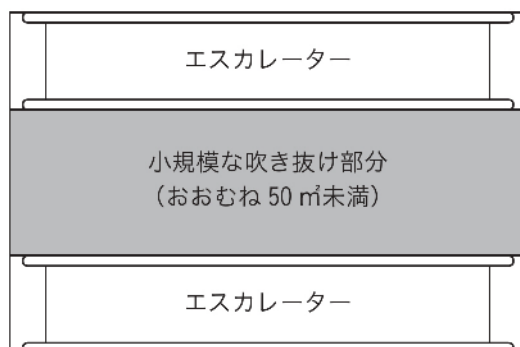 エスカレーター
小規模な吹き抜け部分
（おおむね 50 ㎡未満）
エスカレーター